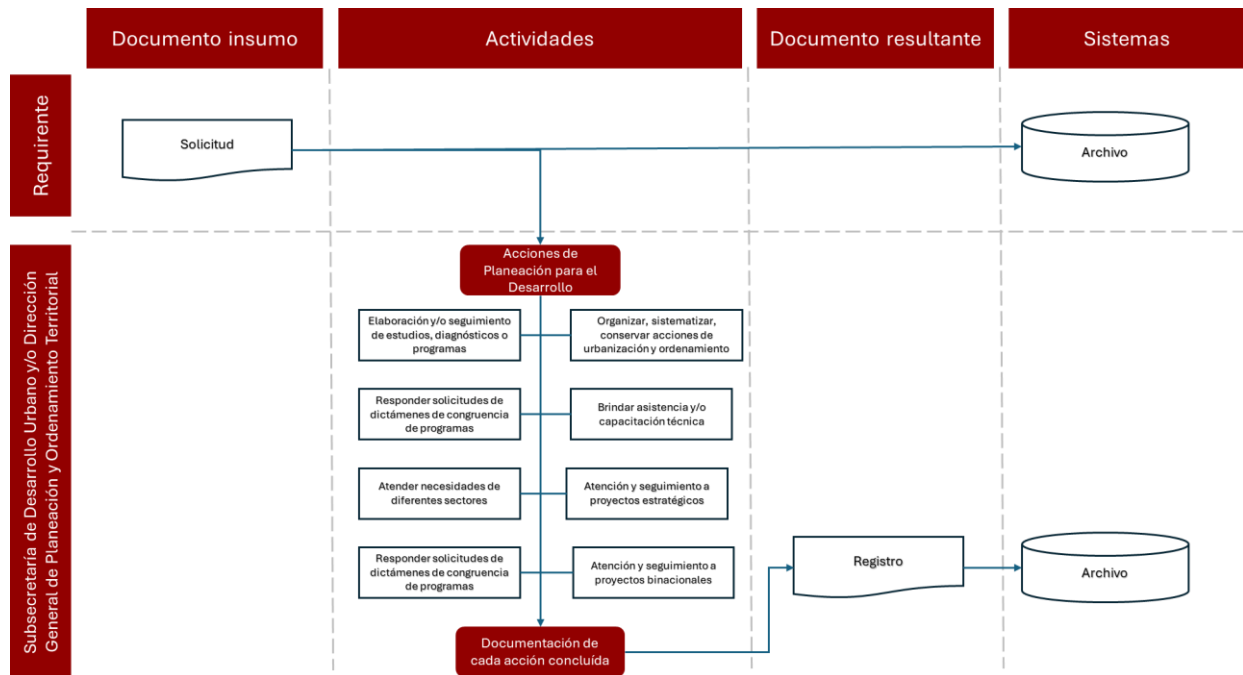 Documento insumo
Actividades
Documento resultante
Sistemas
Requirente
Solicitud
Archivo
Subsecretaría de Desarrollo Urbano y/o Dirección
General de Planeación y Ordenamiento Territorial
Acciones de
Planeación para el
Desarrollo
Elaboración y/o seguimiento
de estudios, diagnósticos o
programas
Organizar, sistematizar,
conservar acciones de
urbanización y ordenamiento
Responder solicitudes de
dictámenes de congruencia
de programas
Brindar asistencia y/o
capacitación técnica
Atender necesidades de
diferentes sectores
Atención y seguimiento a
proyectos estratégicos
Responder solicitudes de
dictámenes de congruencia
de programas
Atención y seguimiento a
proyectos binacionales
Registro
Archivo
Documentación de
cada acción concluída